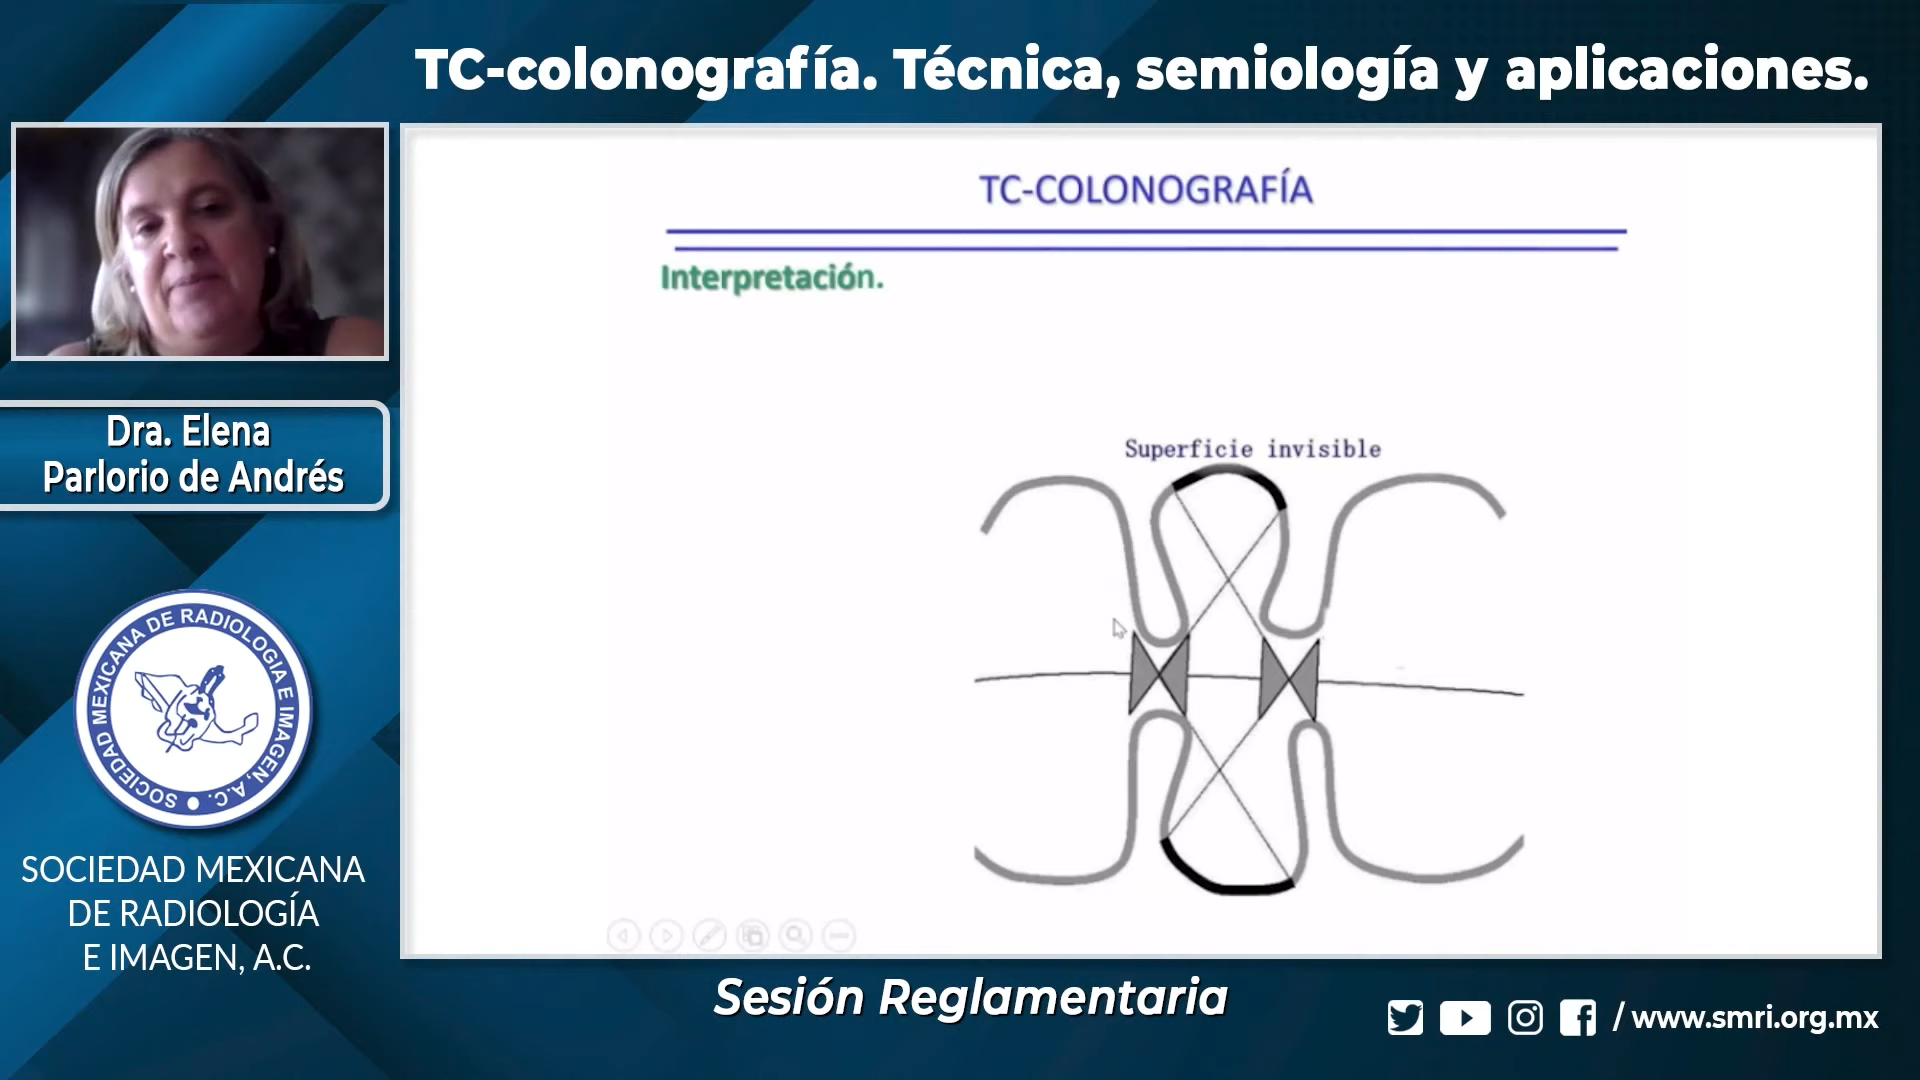 TC-colonografía. Técnica, semiología y aplicaciones.
TC-COLONOGRAFÍA
Interpretación.
Superficie invisible
Dra. Elena
Parlorio de Andrés
SOCIEDAD MEXICANA DE RADIOLOGIA E IMAGEN, A.C.
SOCIEDAD MEXICANA
DE RADIOLOGÍA
E IMAGEN, A.C.
Sesión Reglamentaria
/ www.smri.org.mx